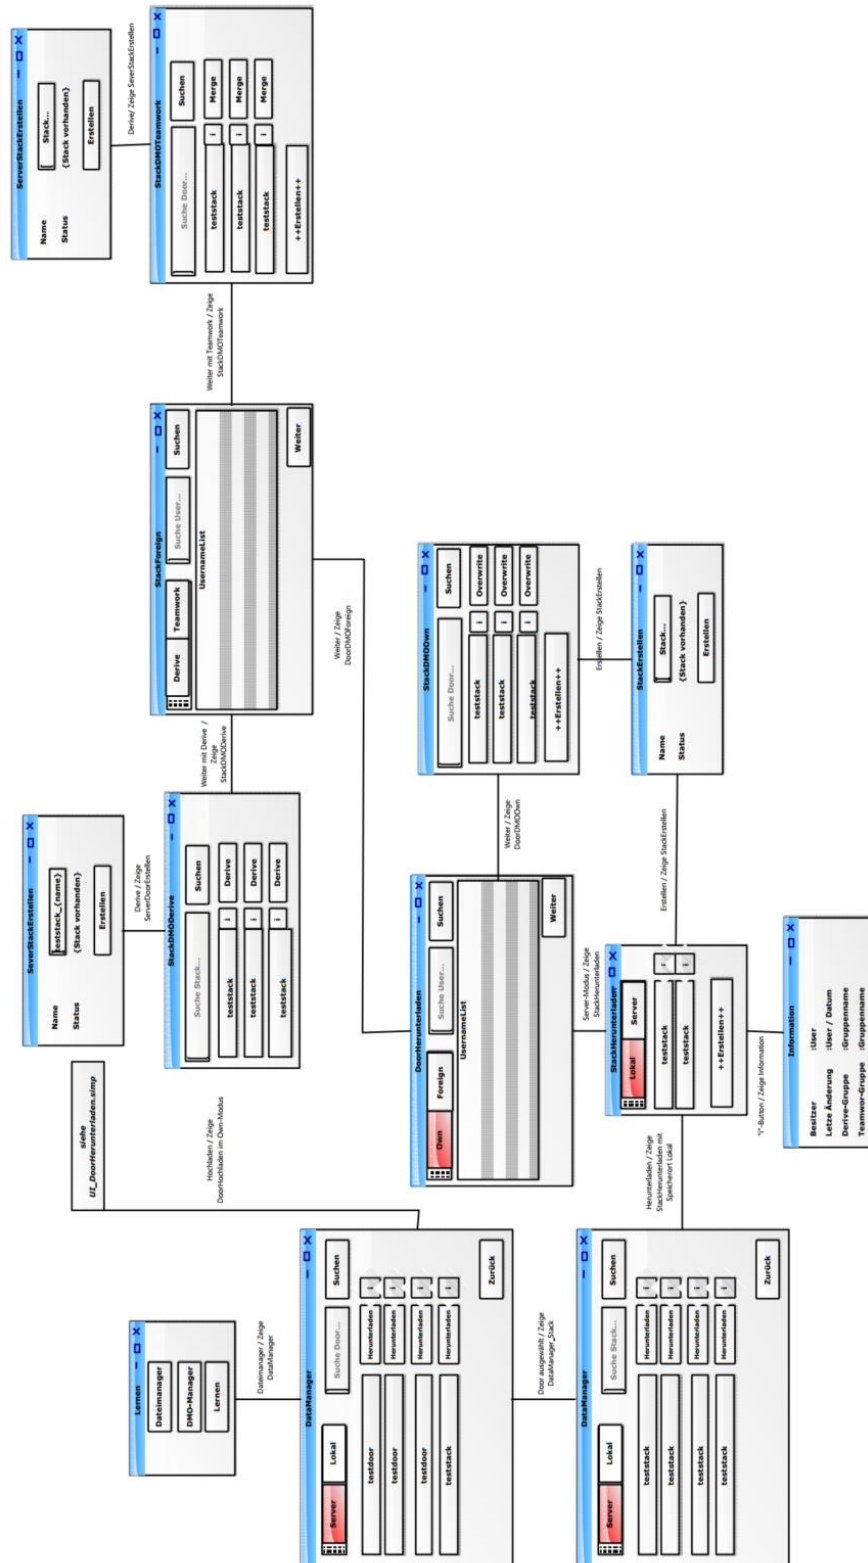 ServerStackErstellen
Name
Stack...
Status
{Stack vorhanden}
Erstellen
Derive/ Zeige SeverStackErstellen
StackDMOTeamwork
Suche Door...
Suchen
teststack
i
Merge
teststack
i
Merge
teststack
i
Merge
++Erstellen++
Weiter mit Teamwork / Zeige
StackDMOTeamwork
StackForeign
Derive
Teamwork
Suche User...
Suchen
UsernameList
Weiter
Weiter / Zeige
DoorDMOForeign
Weiter mit Derive /
Zeige
StackDMODerive
SeverStackErstellen
Name
teststack_{name}
Status
{Stack vorhanden}
Erstellen
Derive / Zeige
ServerDoorErstellen
StackDMODerive
Suche Stack...
Suchen
teststack
i
Derive
teststack
i
Derive
teststack
i
Derive
StackDMOOwn
Suche Door...
Suchen
teststack
i
Overwrite
teststack
i
Overwrite
teststack
i
Overwrite
++Erstellen++
Erstellen / Zeige StackErstellen
StackErstellen
Name
Stack...
Status
{Stack vorhanden}
Erstellen
Weiter / Zeige
DoorDMOOwn
Erstellen / Zeige StackErstellen
DoorHerunterladen
Own
Foreign
Suche User...
Suchen
UsernameList
Weiter
Server-Modus / Zeige
StackHerunterladen
StackHerunterladen
Lokal
Server
teststack
i
teststack
i
++Erstellen++
"i"-Button / Zeige Information
Information
Besitzer :User
Letze Änderung :User / Datum
Derive-Gruppe :Gruppenname
Teamwor-Gruppe :Gruppenname
siehe
UI_DoorHerunterladen.simp
Hochladen / Zeige
DoorHochladen im Own-Modus
Herunterladen / Zeige
StackHerunterladen mit
Speicherort Lokal
Lernen
Dateimanager
DMO-Manager
Lernen
Dateimanager / Zeige
DataManager
DataManager
Server
Lokal
Suche Door...
Suchen
testdoor
Herunterladen
i
testdoor
Herunterladen
i
testdoor
Herunterladen
i
teststack
Herunterladen
i
Zurück
Door ausgewählt / Zeige
DataManager_Stack
DataManager
Server
Lokal
Suche Stack...
Suchen
teststack
Herunterladen
i
teststack
Herunterladen
i
teststack
Herunterladen
i
teststack
Herunterladen
i
Zurück